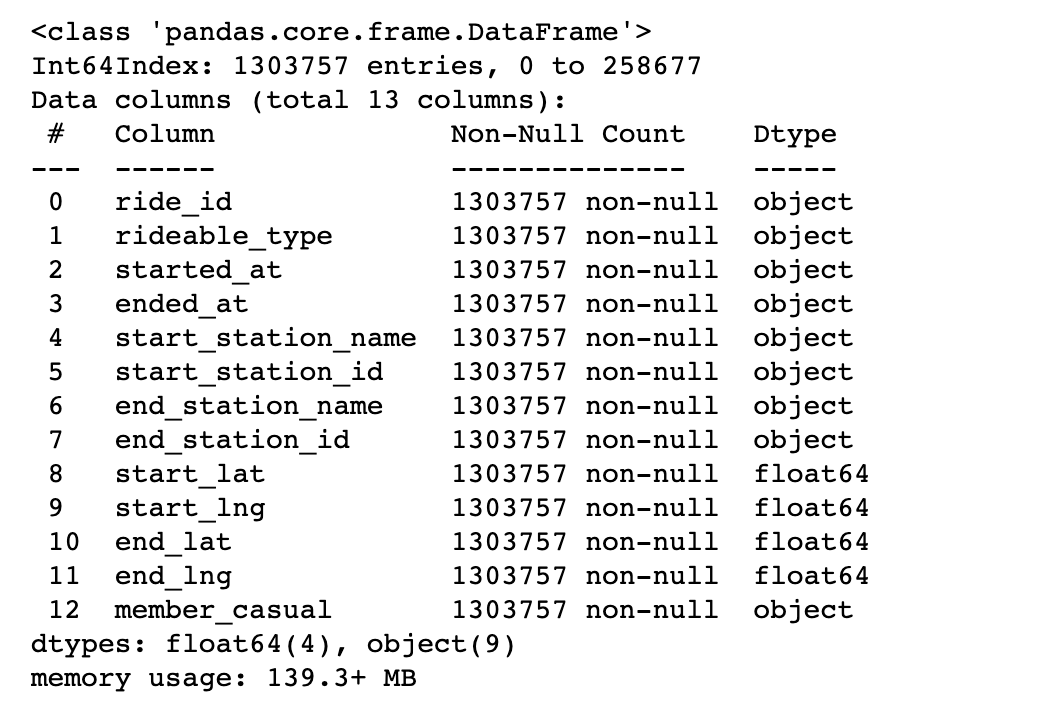 <class 'pandas.core.frame.DataFrame'>
Int64Index: 1303757 entries, 0 to 258677
Data columns (total 13 columns):
 #   Column              Non-Null Count    Dtype
---  ------              --------------    -----
 0   ride_id             1303757 non-null  object
 1   rideable_type       1303757 non-null  object
 2   started_at          1303757 non-null  object
 3   ended_at            1303757 non-null  object
 4   start_station_name  1303757 non-null  object
 5   start_station_id    1303757 non-null  object
 6   end_station_name    1303757 non-null  object
 7   end_station_id      1303757 non-null  object
 8   start_lat           1303757 non-null  float64
 9   start_lng           1303757 non-null  float64
 10  end_lat             1303757 non-null  float64
 11  end_lng             1303757 non-null  float64
 12  member_casual       1303757 non-null  object
dtypes: float64(4), object(9)
memory usage: 139.3+ MB